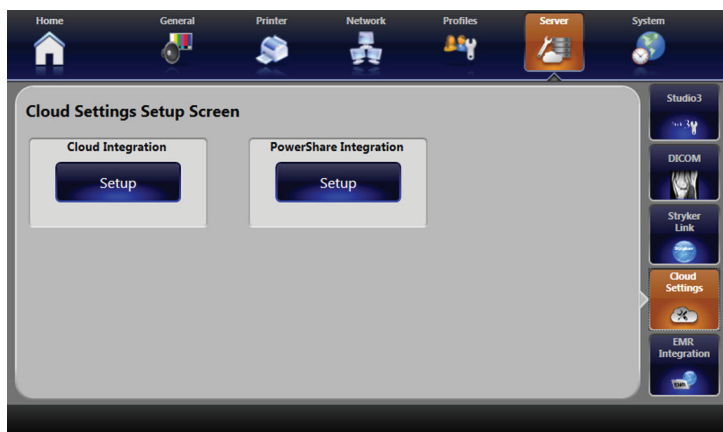 Home General Printer Network Profiles Server System
Cloud Settings Setup Screen
Cloud Integration
Setup
PowerShare Integration
Setup
Studio3
DICOM
Stryker
Link
Cloud
Settings
EMR
Integration